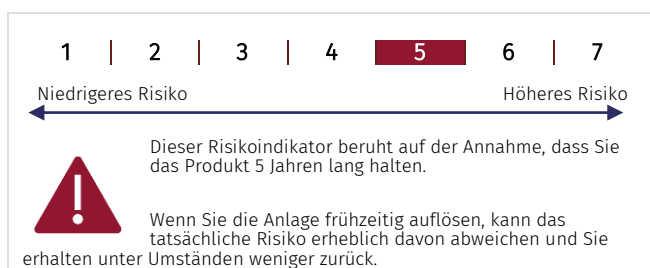 1 2 3 4 5 6 7
Niedrigeres Risiko Höheres Risiko
Dieser Risikoindikator beruht auf der Annahme, dass Sie
das Produkt 5 Jahren lang halten.
Wenn Sie die Anlage frühzeitig auflösen, kann das
tatsächliche Risiko erheblich davon abweichen und Sie
erhalten unter Umständen weniger zurück.